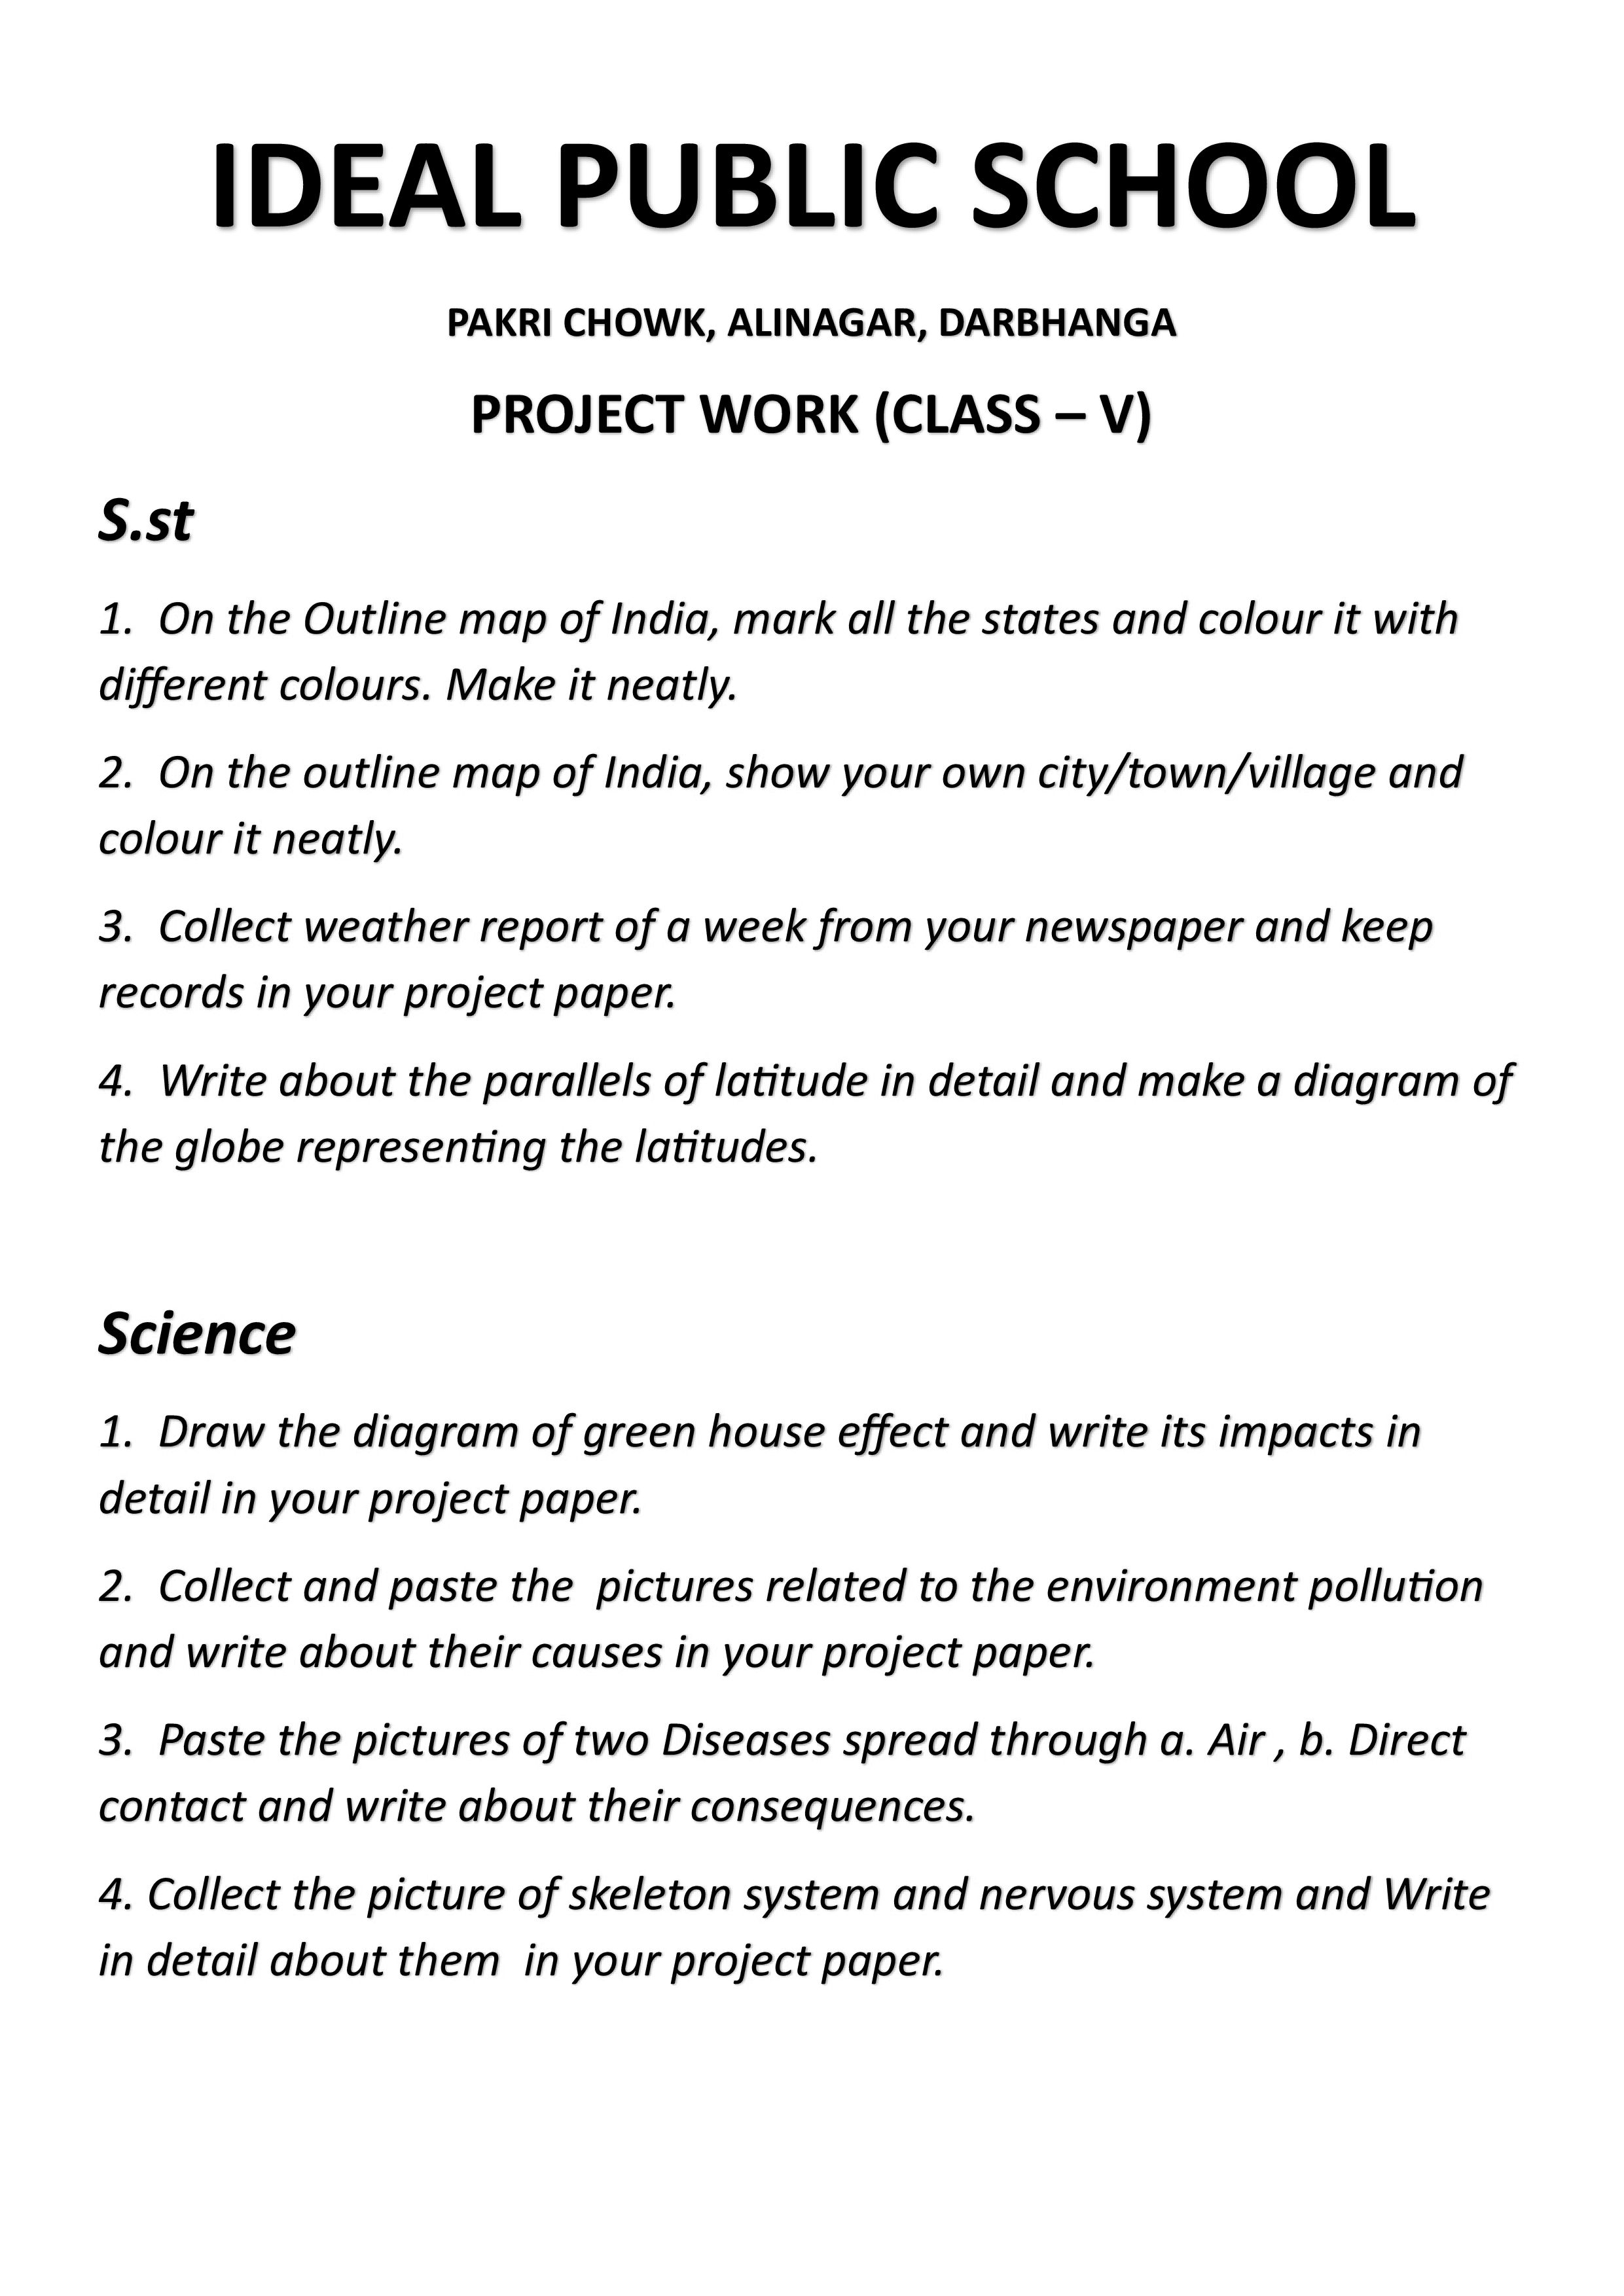 IDEAL PUBLIC SCHOOL
PAKRI CHOWK, ALINAGAR, DARBHANGA
PROJECT WORK (CLASS – V)
S.st
1.  On the Outline map of India, mark all the states and colour it with
different colours. Make it neatly.
2.  On the outline map of India, show your own city/town/village and
colour it neatly.
3.  Collect weather report of a week from your newspaper and keep
records in your project paper.
4.  Write about the parallels of latitude in detail and make a diagram of
the globe representing the latitudes.
Science
1.  Draw the diagram of green house effect and write its impacts in
detail in your project paper.
2.  Collect and paste the  pictures related to the environment pollution
and write about their causes in your project paper.
3.  Paste the pictures of two Diseases spread through a. Air , b. Direct
contact and write about their consequences.
4. Collect the picture of skeleton system and nervous system and Write
in detail about them  in your project paper.